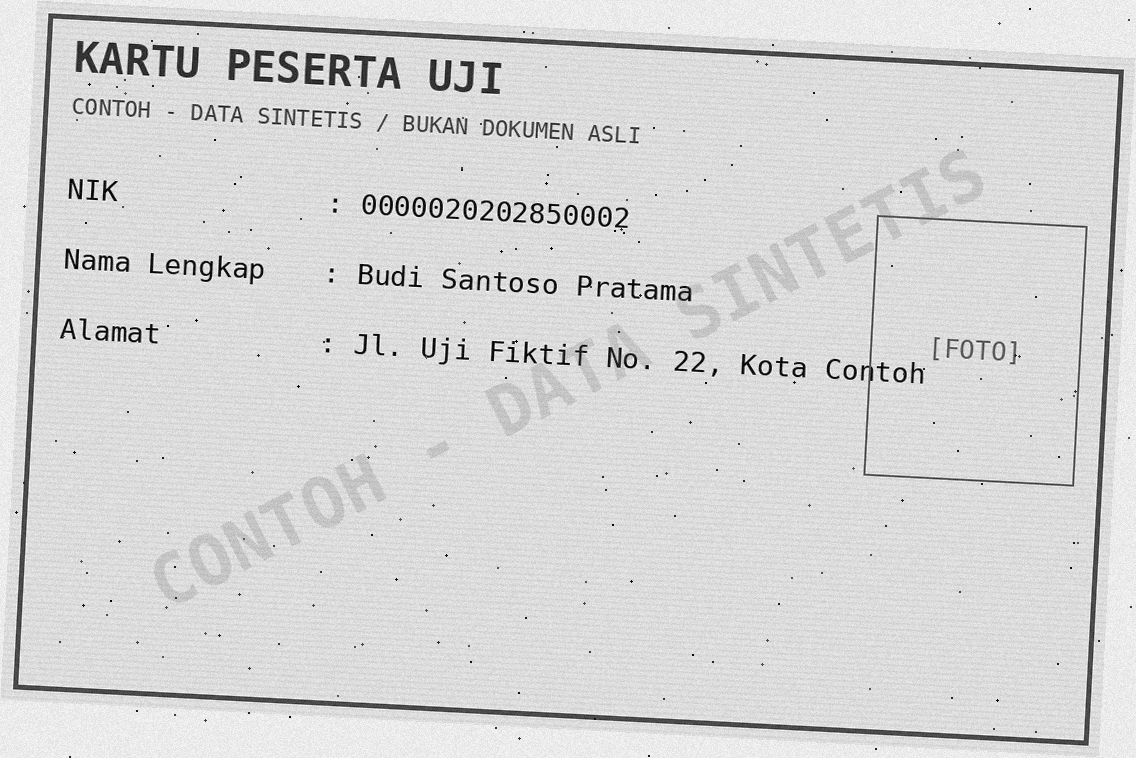 KARTU PESERTA UJI
CONTOH - DATA SINTETIS / BUKAN DOKUMEN ASLI
NIK : 0000020202850002
Nama Lengkap : Budi Santoso Pratama
Alamat : Jl. Uji Fiktif No. 22, Kota Contoh
[FOTO]
CONTOH - DATA SINTETIS